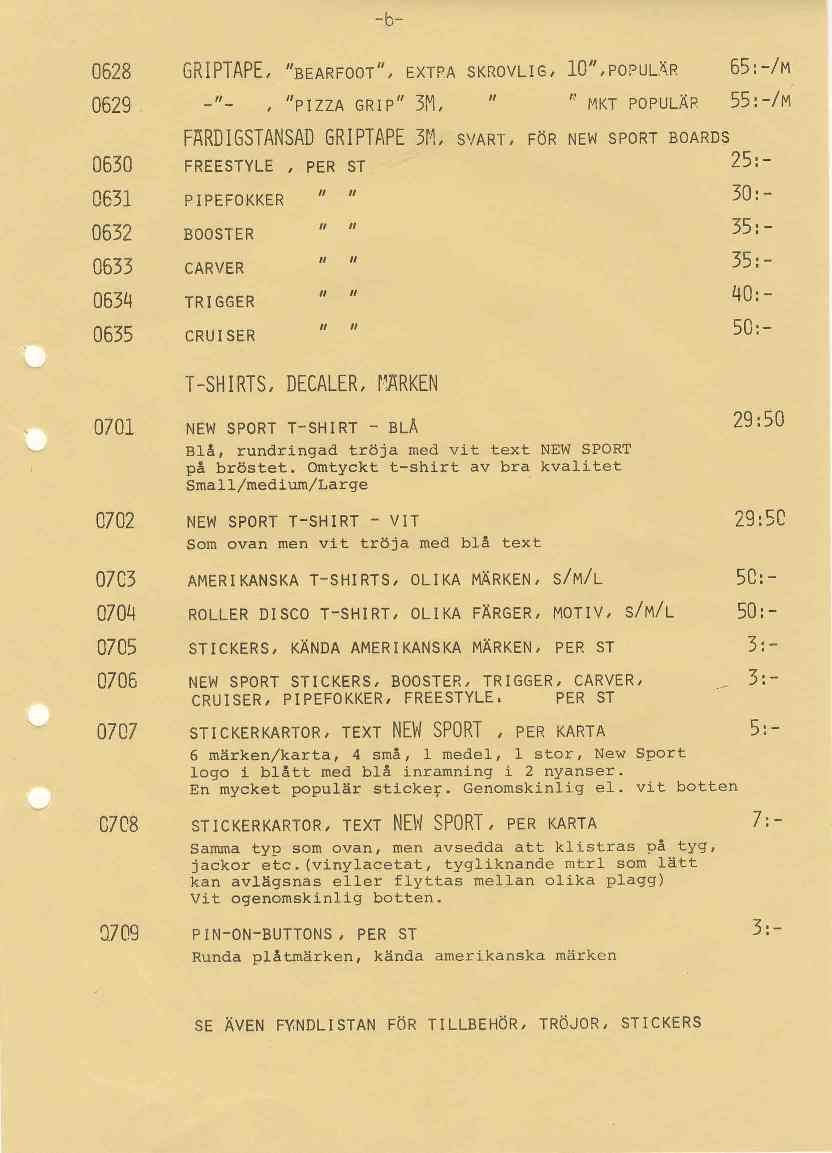 -6-
0628 GRIPTAPE, "BEARFOOT", EXTRA SKROVLIG, 10",POPULÄR 65:-/M
0629 -"- , "PIZZA GRIP" 3M, " " MKT POPULÄR 55:-/M
FÄRDIGSTANSAD GRIPTAPE 3M, SVART, FÖR NEW SPORT BOARDS
0630 FREESTYLE , PER ST 25:-
0631 PIPEFOKKER " " 30:-
0632 BOOSTER " " 35:-
0633 CARVER " " 35:-
0634 TRIGGER " " 40:-
0635 CRUISER " " 50:-
T-SHIRTS, DECALER, MÄRKEN
0701 NEW SPORT T-SHIRT - BLÅ 29:50
Blå, rundringad tröja med vit text NEW SPORT
på bröstet. Omtyckt t-shirt av bra kvalitet
Small/medium/Large
0702 NEW SPORT T-SHIRT - VIT 29:50
Som ovan men vit tröja med blå text
0703 AMERIKANSKA T-SHIRTS, OLIKA MÄRKEN, S/M/L 50:-
0704 ROLLER DISCO T-SHIRT, OLIKA FÄRGER, MOTIV, S/M/L 50:-
0705 STICKERS, KÄNDA AMERIKANSKA MÄRKEN, PER ST 3:-
0706 NEW SPORT STICKERS, BOOSTER, TRIGGER, CARVER, 3:-
CRUISER, PIPEFOKKER, FREESTYLE. PER ST
0707 STICKERKARTOR, TEXT NEW SPORT , PER KARTA 5:-
6 märken/karta, 4 små, 1 medel, 1 stor, New Sport
logo i blått med blå inramning i 2 nyanser.
En mycket populär sticker. Genomskinlig el. vit botten
0708 STICKERKARTOR, TEXT NEW SPORT, PER KARTA 7:-
Samma typ som ovan, men avsedda att klistras på tyg,
jackor etc.(vinylacetat, tygliknande mtrl som lätt
kan avlägsnas eller flyttas mellan olika plagg)
Vit ogenomskinlig botten.
0709 PIN-ON-BUTTONS, PER ST 3:-
Runda plåtmärken, kända amerikanska märken
SE ÄVEN FYNDLISTAN FÖR TILLBEHÖR, TRÖJOR, STICKERS